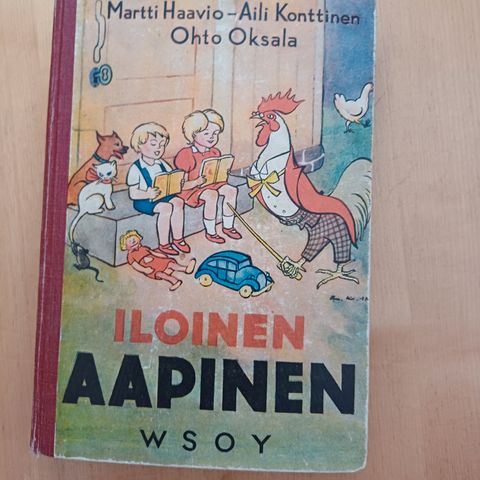 Martti Haavio–Aili Konttinen
Ohto Oksala
ILOINEN
AAPINEN
WSOY